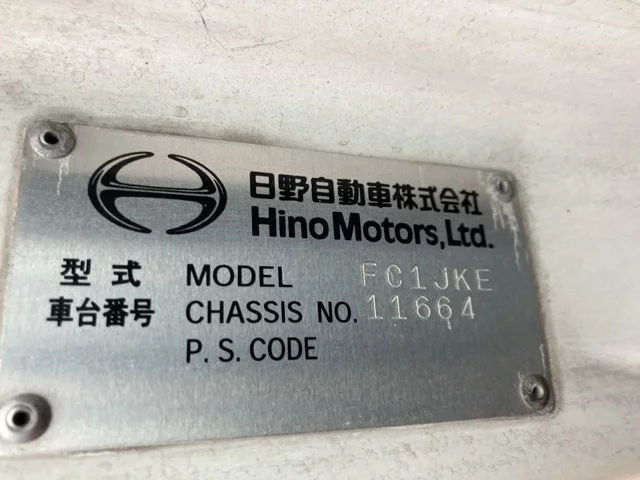 日野自動車株式会社
Hino Motors, Ltd.
型式 MODEL FC1JKE
車台番号 CHASSIS NO. 11664
P. S. CODE